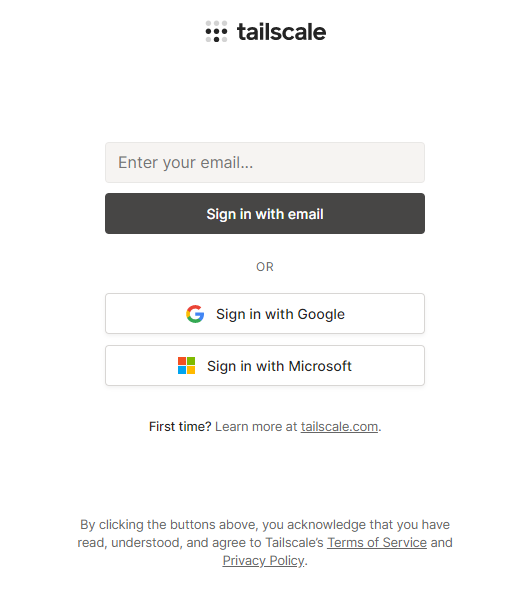 tailscale
Enter your email...
Sign in with email
OR
Sign in with Google
Sign in with Microsoft
First time? Learn more at tailscale.com.
By clicking the buttons above, you acknowledge that you have
read, understood, and agree to Tailscale’s Terms of Service and
Privacy Policy.